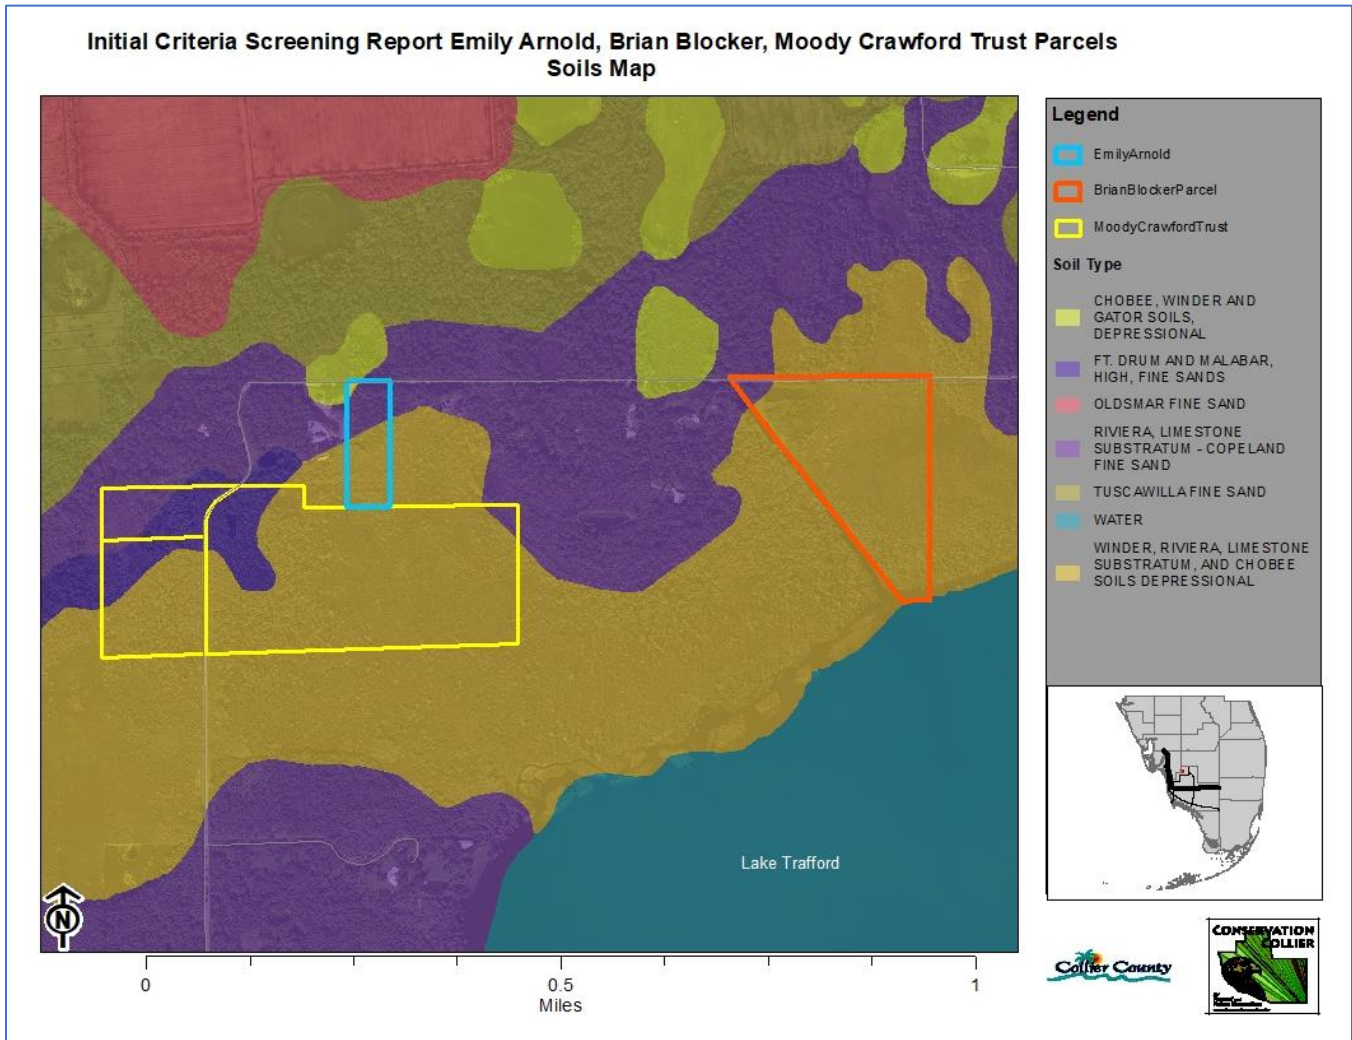 Initial Criteria Screening Report Emily Arnold, Brian Blocker, Moody Crawford Trust Parcels
Soils Map
Legend
EmilyArnold
BrianBlockerParcel
MoodyCrawfordTrust
Soil Type
CHOBEE, WINDER AND
GATOR SOILS,
DEPRESSIONAL
FT. DRUM AND MALABAR,
HIGH, FINE SANDS
OLDSMAR FINE SAND
RIVIERA, LIMESTONE
SUBSTRATUM - COPELAND
FINE SAND
TUSCAWILLA FINE SAND
WATER
WINDER, RIVIERA, LIMESTONE
SUBSTRATUM, AND CHOBEE
SOILS DEPRESSIONAL
Lake Trafford
N
0 0.5 1
Miles
Collier County
CONSERVATION
COLLIER